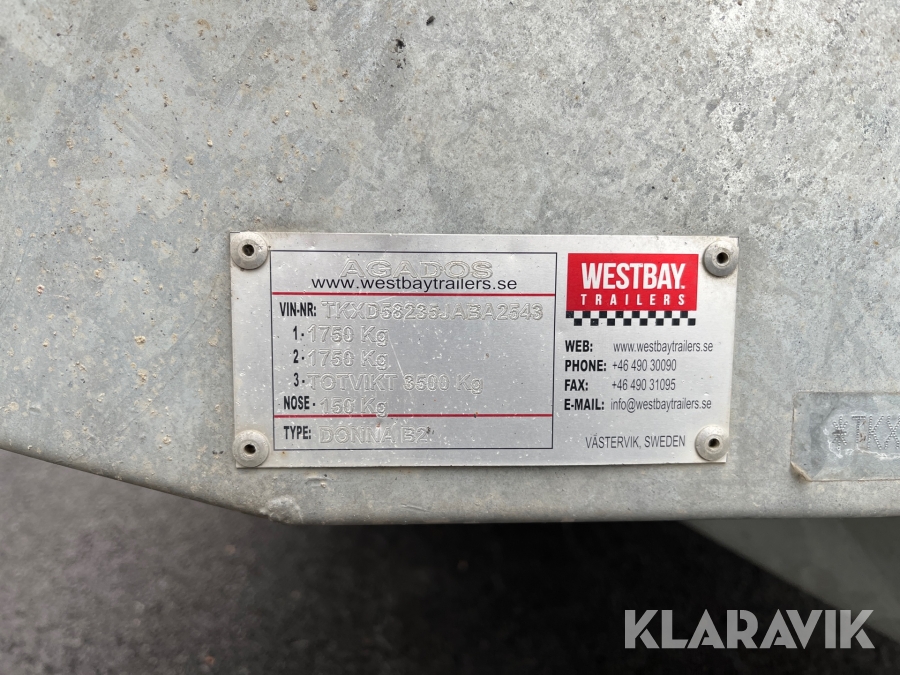 AGADOS
www.westbaytrailers.se
VIN-NR: TKXD58235JABA2543
1- 1750 Kg
2- 1750 Kg
3- TOTVIKT 3500 Kg
NOSE- 150 Kg
TYPE: DONNA B2
WESTBAY
TRAILERS
WEB: www.westbaytrailers.se
PHONE: +46 490 30090
FAX: +46 490 31095
E-MAIL: info@westbaytrailers.se
VÄSTERVIK, SWEDEN
*TKX
KLARAVIK